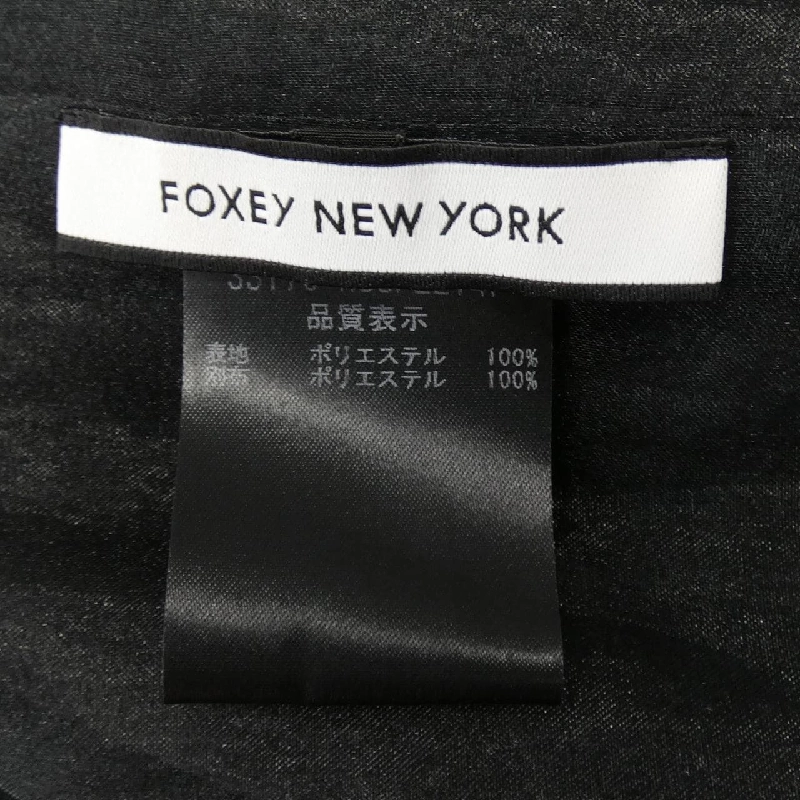 FOXEY NEW YORK
品質表示
表地 ポリエステル 100%
別布 ポリエステル 100%